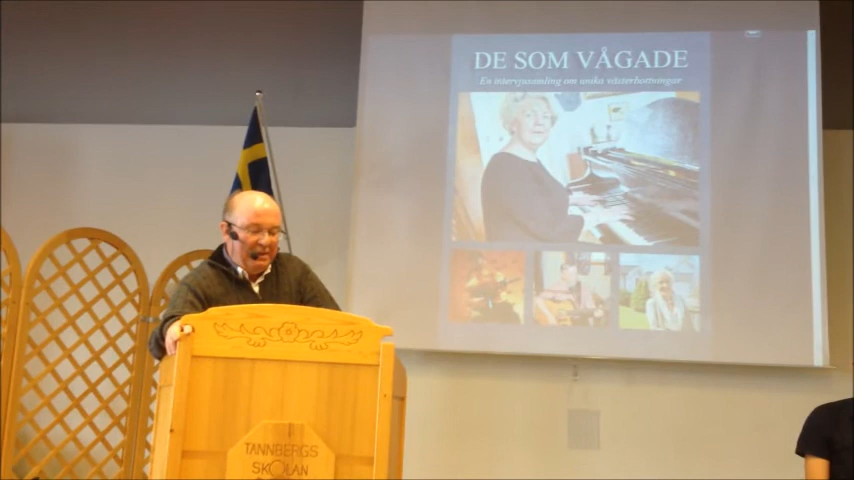 DE SOM VÅGADE
En intervjusamling om unika västerbottningar
TANNBERGS
SKOLAN